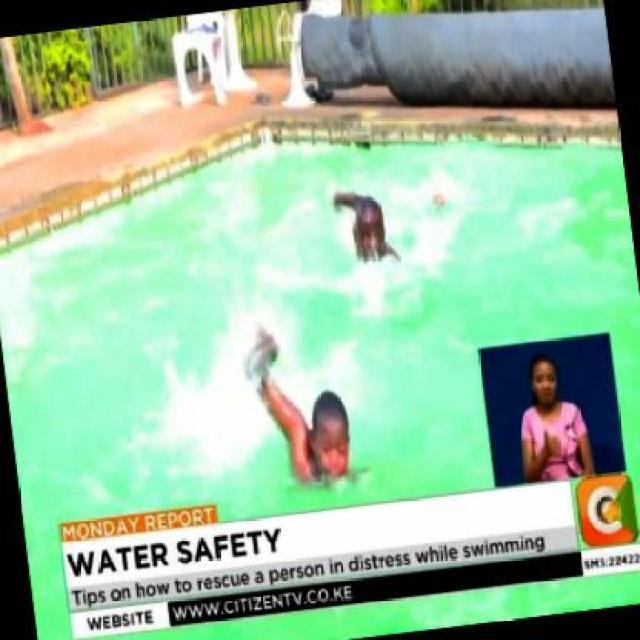 MONDAY REPORT
WATER SAFETY
Tips on how to rescue a person in distress while swimming
WEBSITE WWW.CITIZENTV.CO.KE
SMS:22422